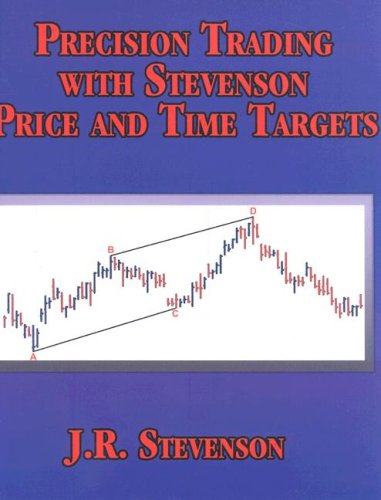 PRECISION TRADING
WITH STEVENSON
PRICE AND TIME TARGETS
B
D
C
A
J.R. STEVENSON